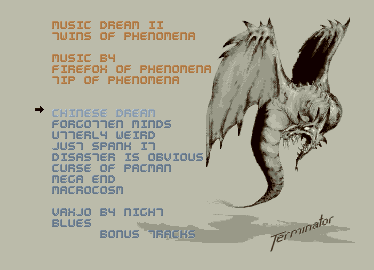 MUSIC DREAM II
TWINS OF PHENOMENA
MUSIC BY
FIREFOX OF PHENOMENA
TIP OF PHENOMENA
CHINESE DREAM
FORGOTTEN MINDS
UTTERLY WEIRD
JUST SPANK IT
DISASTER IS OBVIOUS
CURSE OF PACMAN
MEGA END
MACROCOSM
VAXJO BY NIGHT
BLUES
BONUS TRACKS
Terminator